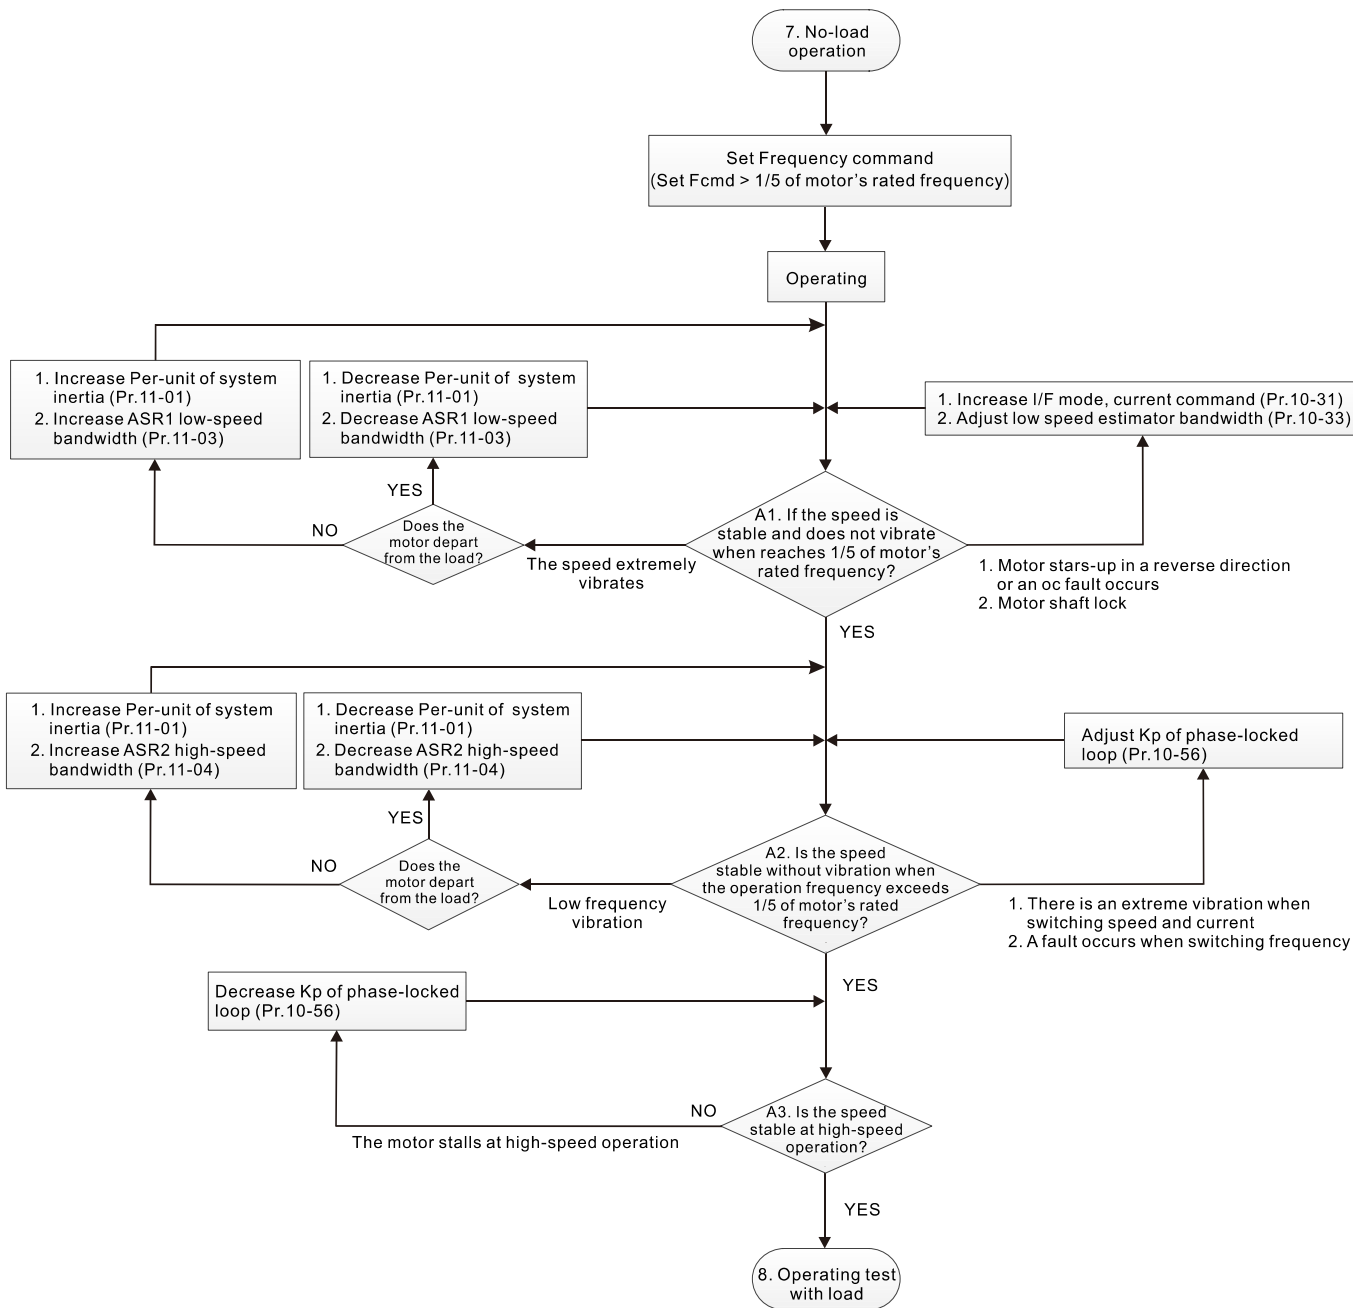 7. No-load
operation
Set Frequency command
(Set Fcmd > 1/5 of motor's rated frequency)
Operating
1. Increase Per-unit of system
inertia (Pr.11-01)
2. Increase ASR1 low-speed
bandwidth (Pr.11-03)
1. Decrease Per-unit of system
inertia (Pr.11-01)
2. Decrease ASR1 low-speed
bandwidth (Pr.11-03)
1. Increase I/F mode, current command (Pr.10-31)
2. Adjust low speed estimator bandwidth (Pr.10-33)
YES
NO
Does the
motor depart
from the load?
The speed extremely
vibrates
A1. If the speed is
stable and does not vibrate
when reaches 1/5 of motor's
rated frequency?
1. Motor stars-up in a reverse direction
or an oc fault occurs
2. Motor shaft lock
YES
1. Increase Per-unit of system
inertia (Pr.11-01)
2. Increase ASR2 high-speed
bandwidth (Pr.11-04)
1. Decrease Per-unit of system
inertia (Pr.11-01)
2. Decrease ASR2 high-speed
bandwidth (Pr.11-04)
Adjust Kp of phase-locked
loop (Pr.10-56)
YES
NO
Does the
motor depart
from the load?
Low frequency
vibration
A2. Is the speed
stable without vibration when
the operation frequency exceeds
1/5 of motor's rated
frequency?
1. There is an extreme vibration when
switching speed and current
2. A fault occurs when switching frequency
YES
Decrease Kp of phase-locked
loop (Pr.10-56)
NO
The motor stalls at high-speed operation
A3. Is the speed
stable at high-speed
operation?
YES
8. Operating test
with load